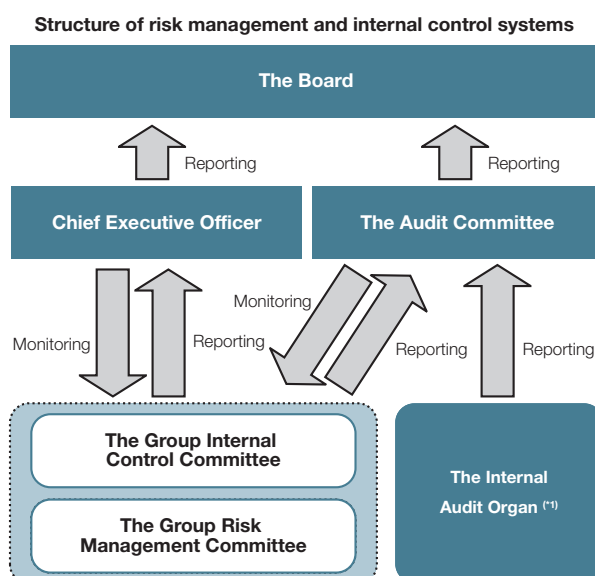 Structure of risk management and internal control systems
The Board
Reporting
Reporting
Chief Executive Officer
The Audit Committee
Monitoring
Reporting
Monitoring
Reporting
Reporting
The Group Internal
Control Committee
The Group Risk
Management Committee
The Internal
Audit Organ (*1)